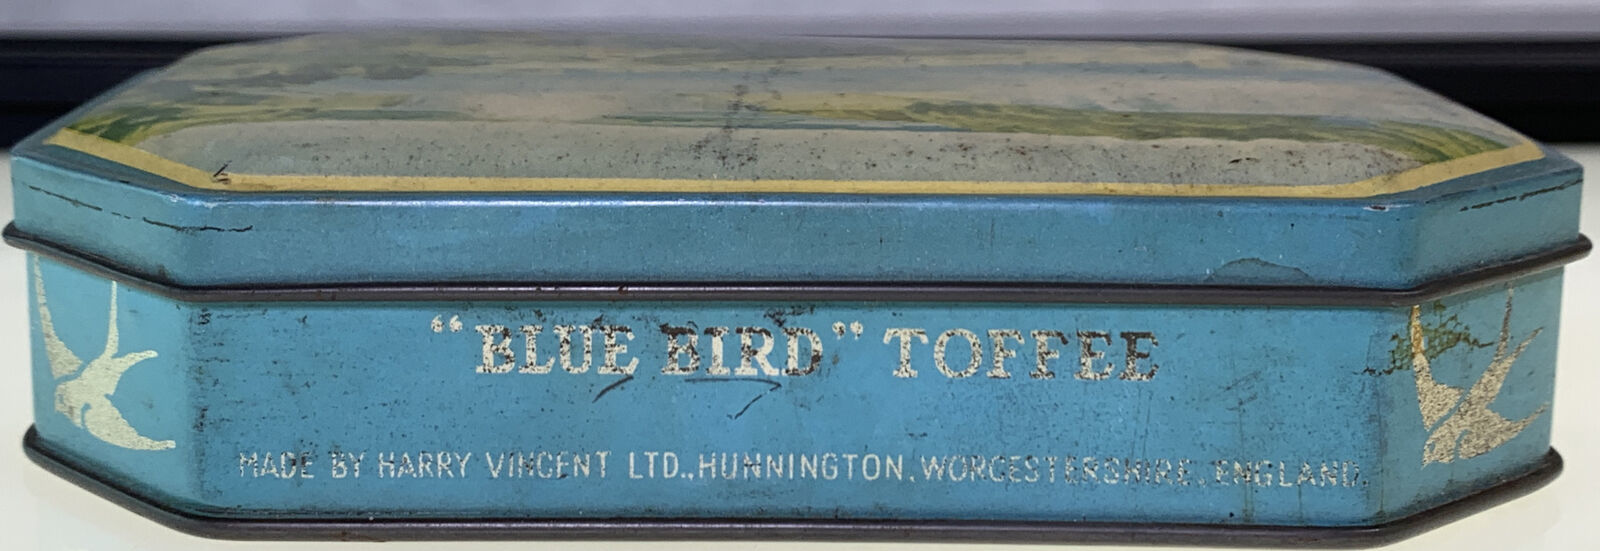 “BLUE BIRD” TOFFEE
MADE BY HARRY VINCENT LTD., HUNNINGTON, WORCESTERSHIRE, ENGLAND.